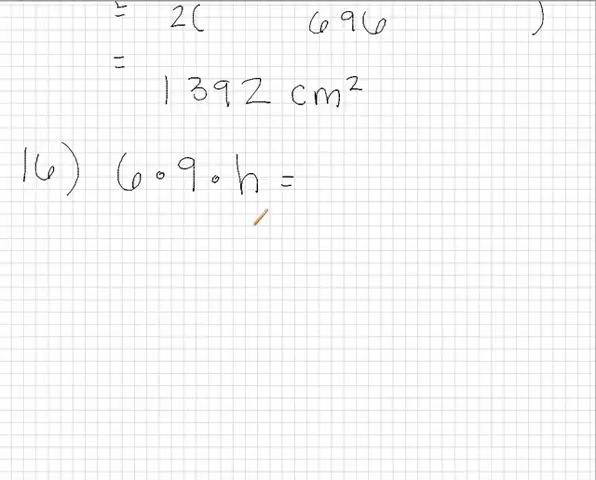 = 2( 696 )
=
1392 cm²
16) 6 · 9 · h =